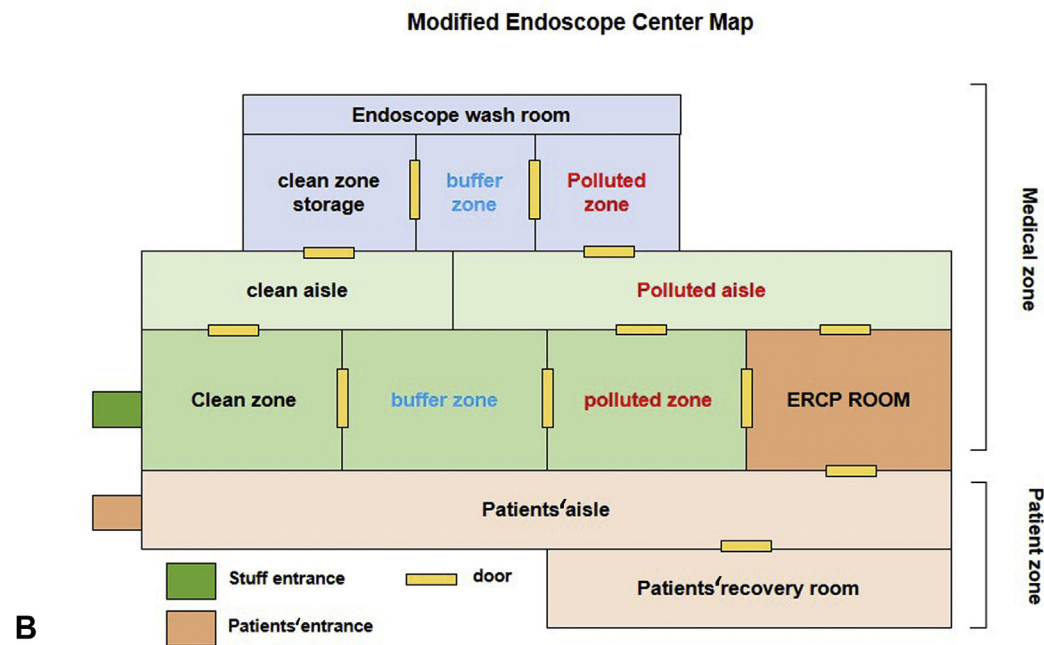 Modified Endoscope Center Map
Endoscope wash room
clean zone
storage
buffer
zone
Polluted
zone
clean aisle
Polluted aisle
Clean zone
buffer zone
polluted zone
ERCP ROOM
Patients'aisle
Patients'recovery room
Medical zone
Patient zone
Stuff entrance
door
Patients'entrance
B